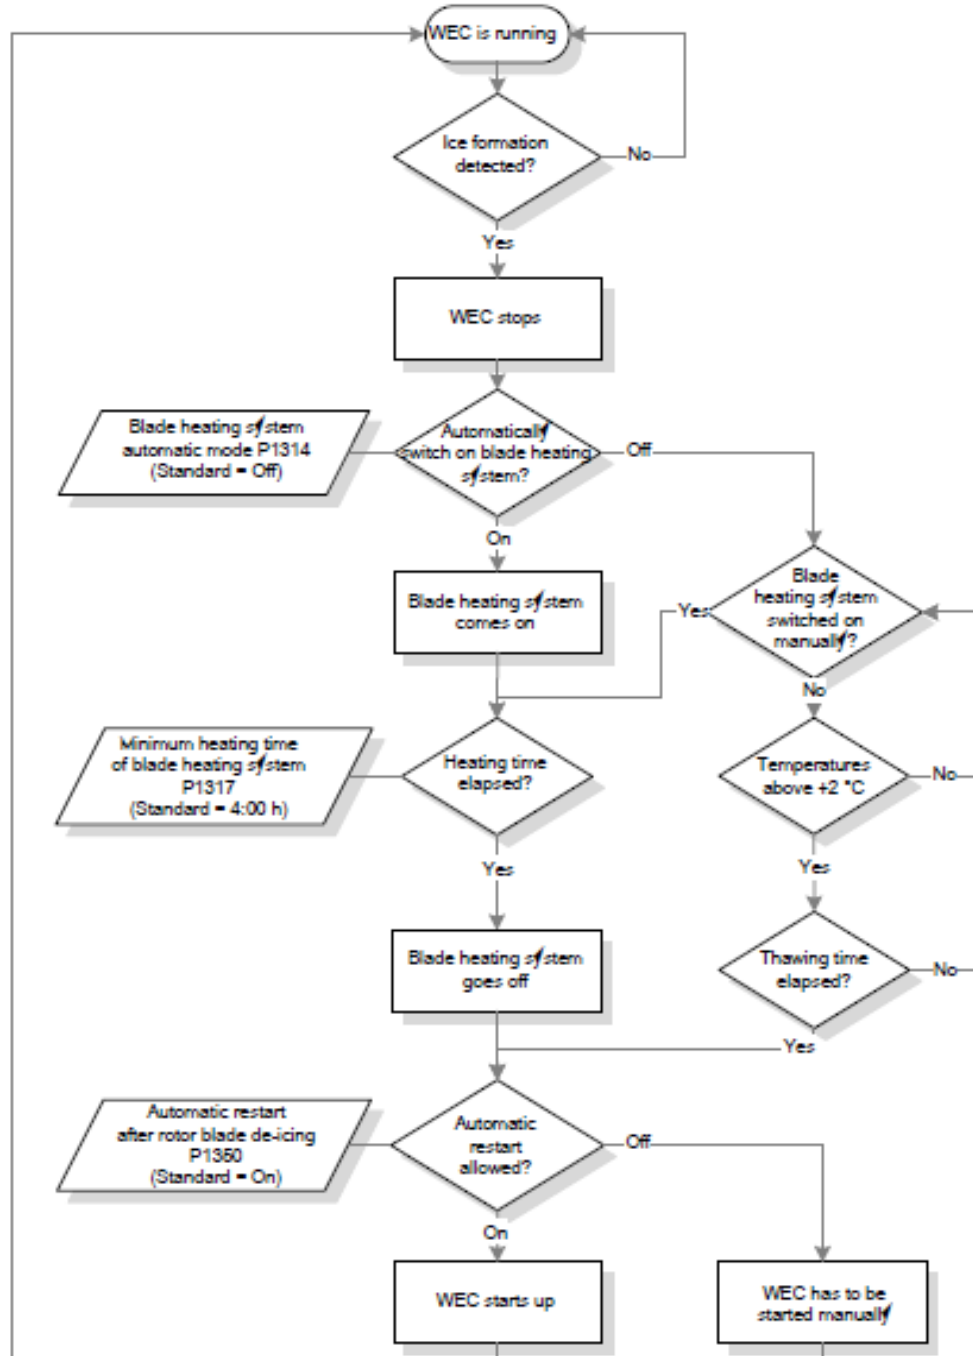 WEC is running
Ice formation
detected?
No
Yes
WEC stops
Blade heating system
automatic mode P1314
(Standard = Off)
Automatically
switch on blade heating
system?
Off
On
Blade heating system
comes on
Blade
heating system
switched on
manually?
Yes
No
Minimum heating time
of blade heating system
P1317
(Standard = 4:00 h)
Heating time
elapsed?
Temperatures
above +2 °C
No
Yes
Yes
Blade heating system
goes off
Thawing time
elapsed?
No
Yes
Automatic restart
after rotor blade de-icing
P1350
(Standard = On)
Automatic
restart
allowed?
Off
On
WEC starts up
WEC has to be
started manually